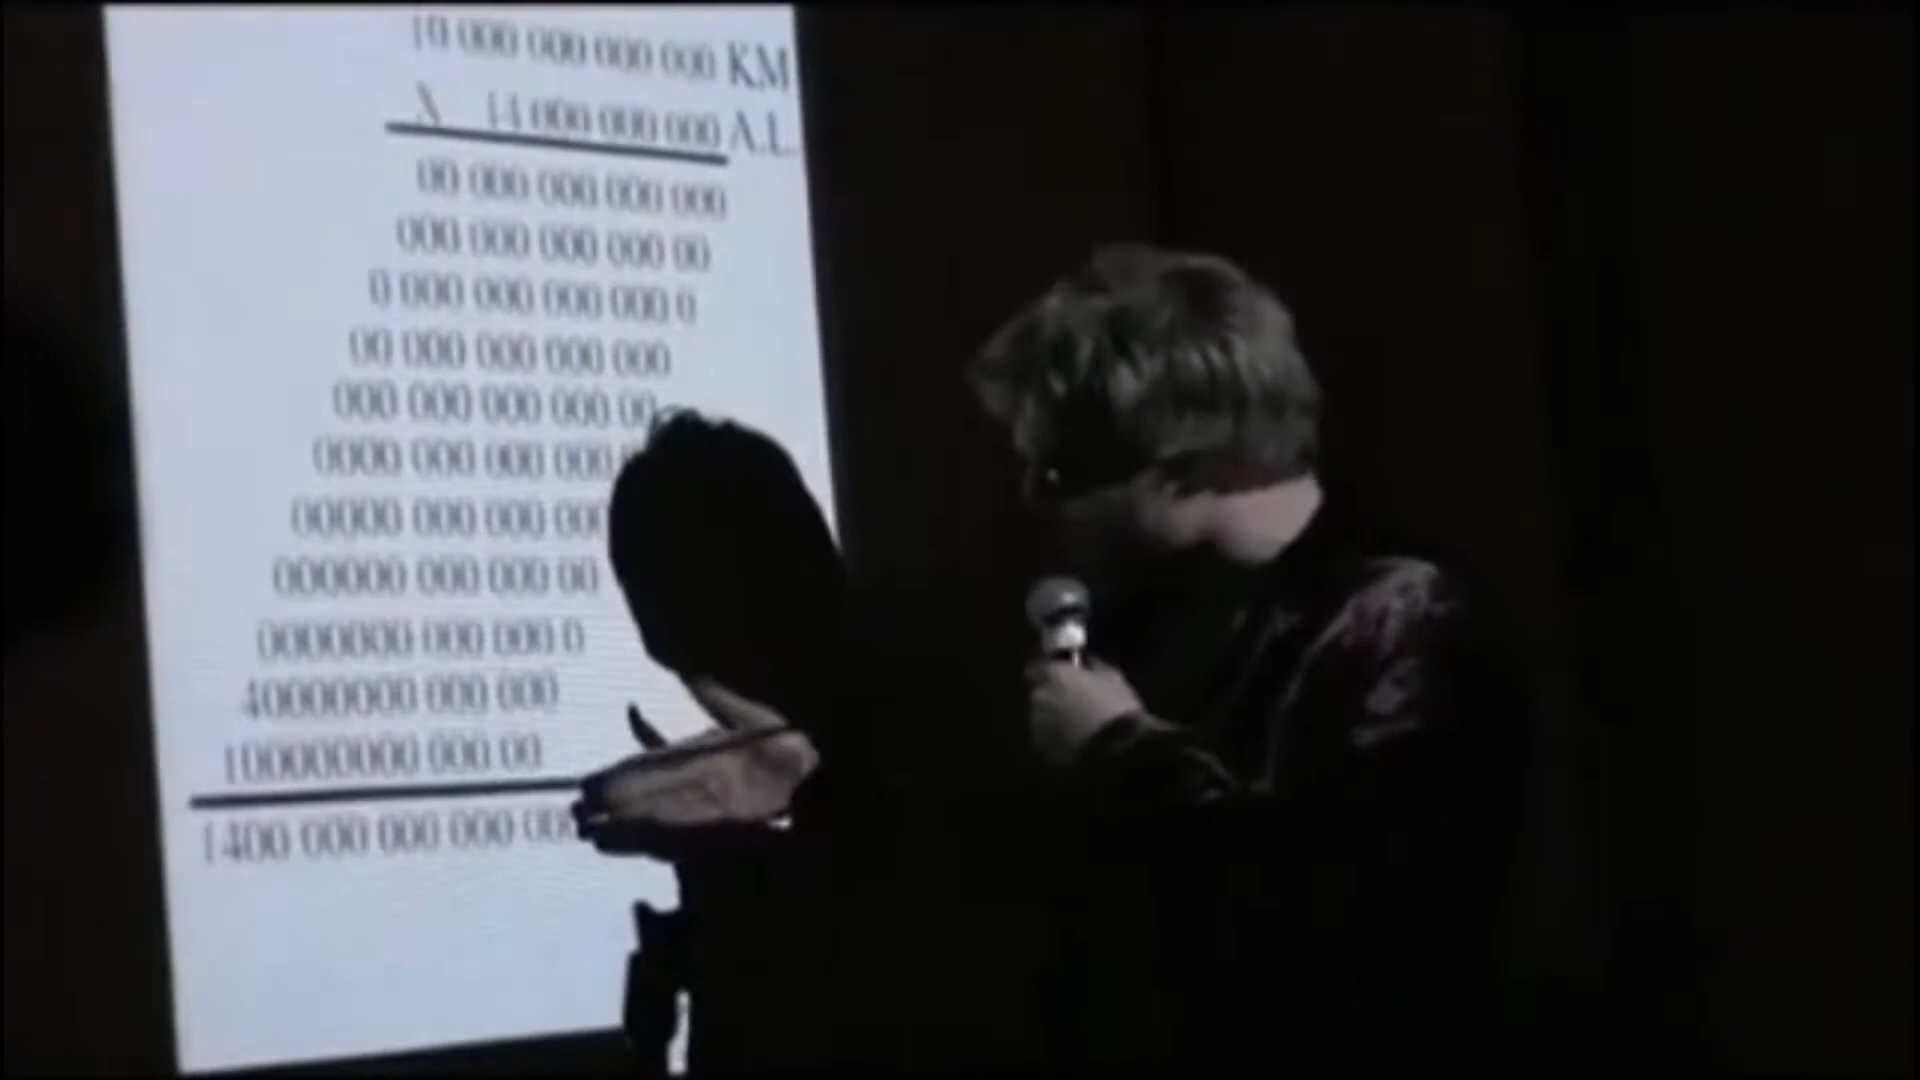 10 000 000 000 000 KM
X 14 000 000 000 A.L.
00 000 000 000 000
000 000 000 000 00
0 000 000 000 000 0
00 000 000 000 000
000 000 000 000 00
0000 000 000 000
00000 000 000 000
000000 000 000 00
0000000 000 000 0
40000000 000 000
100000000 000 00
1400 000 000 000 000